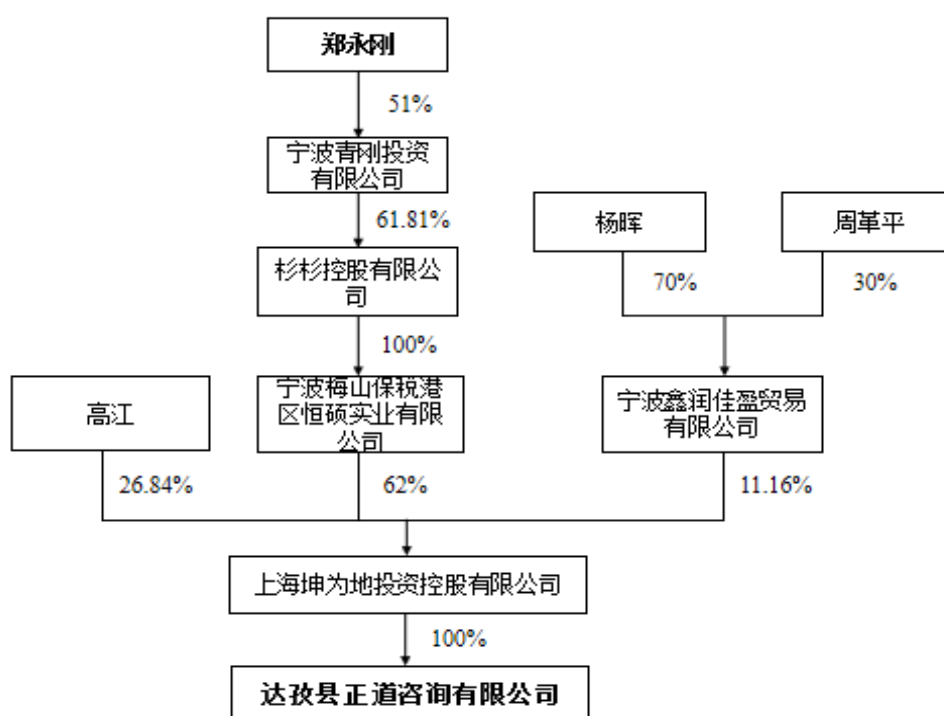 郑永刚
51%
宁波青刚投资
有限公司
61.81%
杨晖
周革平
杉杉控股有限公
司
70%
30%
100%
高江
宁波梅山保税港
区恒硕实业有限
公司
宁波鑫润佳盈贸易
有限公司
26.84%
62%
11.16%
上海坤为地投资控股有限公司
100%
达孜县正道咨询有限公司